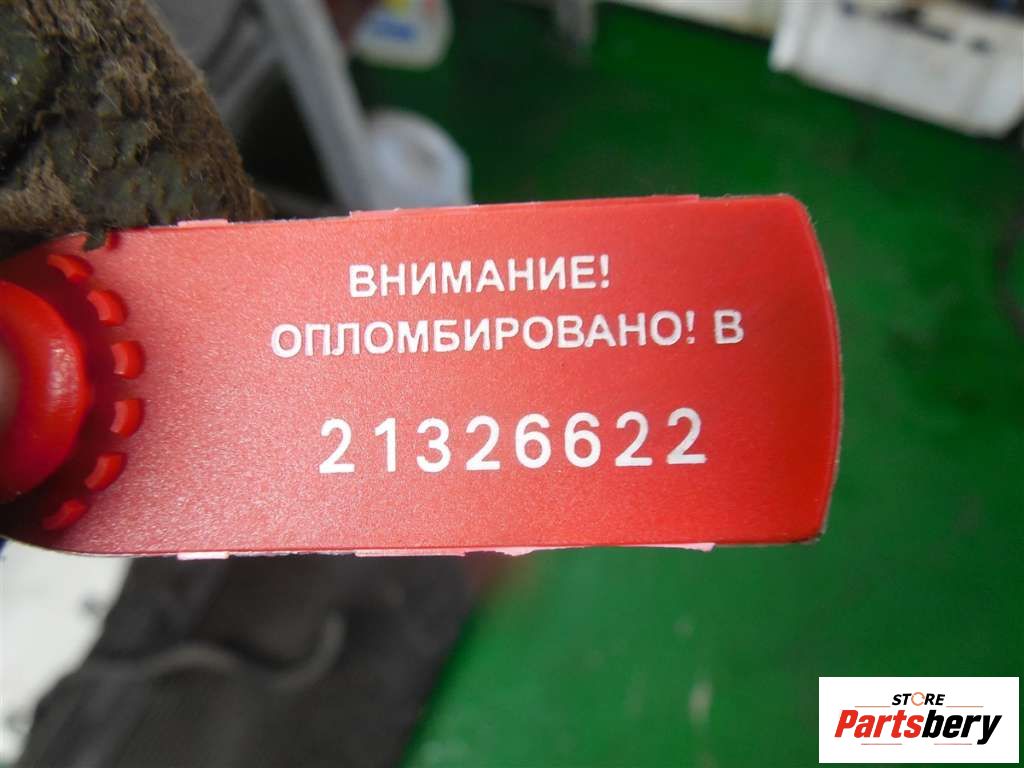 ВНИМАНИЕ!
ОПЛОМБИРОВАНО! В
21326622
STORE
Partsbery